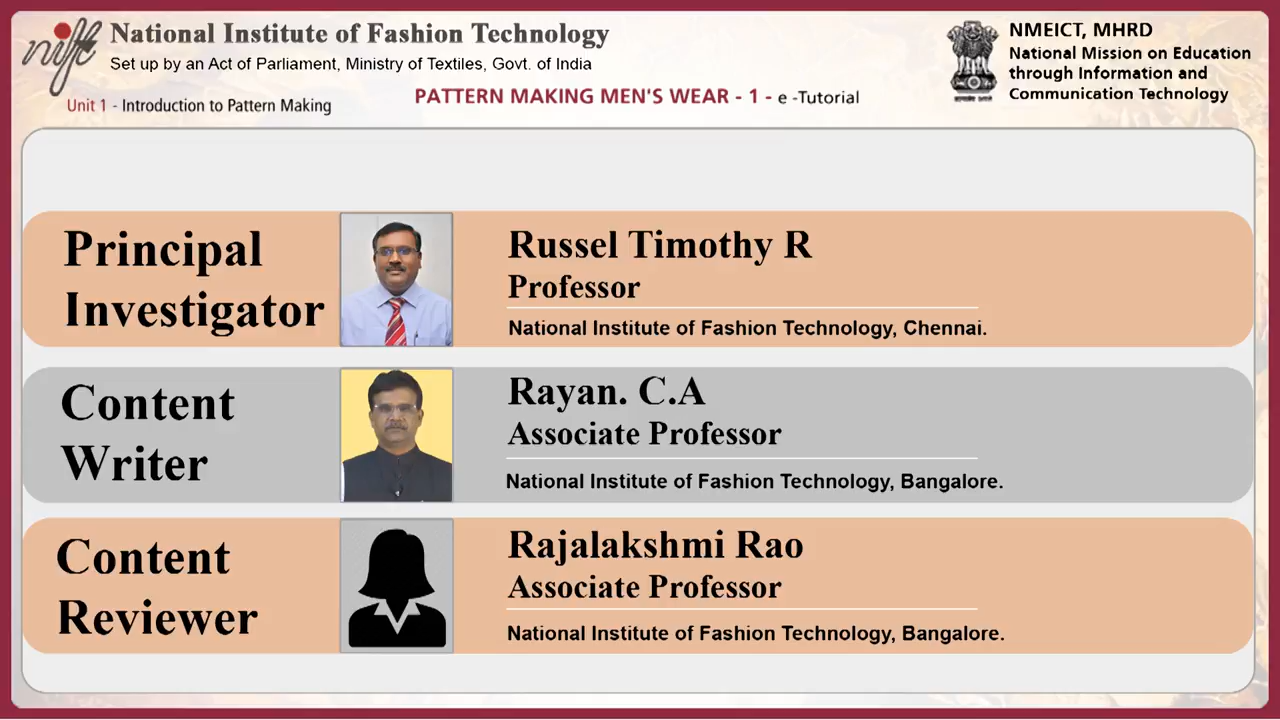 nift
National Institute of Fashion Technology
Set up by an Act of Parliament, Ministry of Textiles, Govt. of India
Unit 1 - Introduction to Pattern Making
PATTERN MAKING MEN'S WEAR - 1 - e -Tutorial
NMEICT, MHRD
National Mission on Education
through Information and
Communication Technology
Principal
Investigator
Russel Timothy R
Professor
National Institute of Fashion Technology, Chennai.
Content
Writer
Rayan. C.A
Associate Professor
National Institute of Fashion Technology, Bangalore.
Content
Reviewer
Rajalakshmi Rao
Associate Professor
National Institute of Fashion Technology, Bangalore.